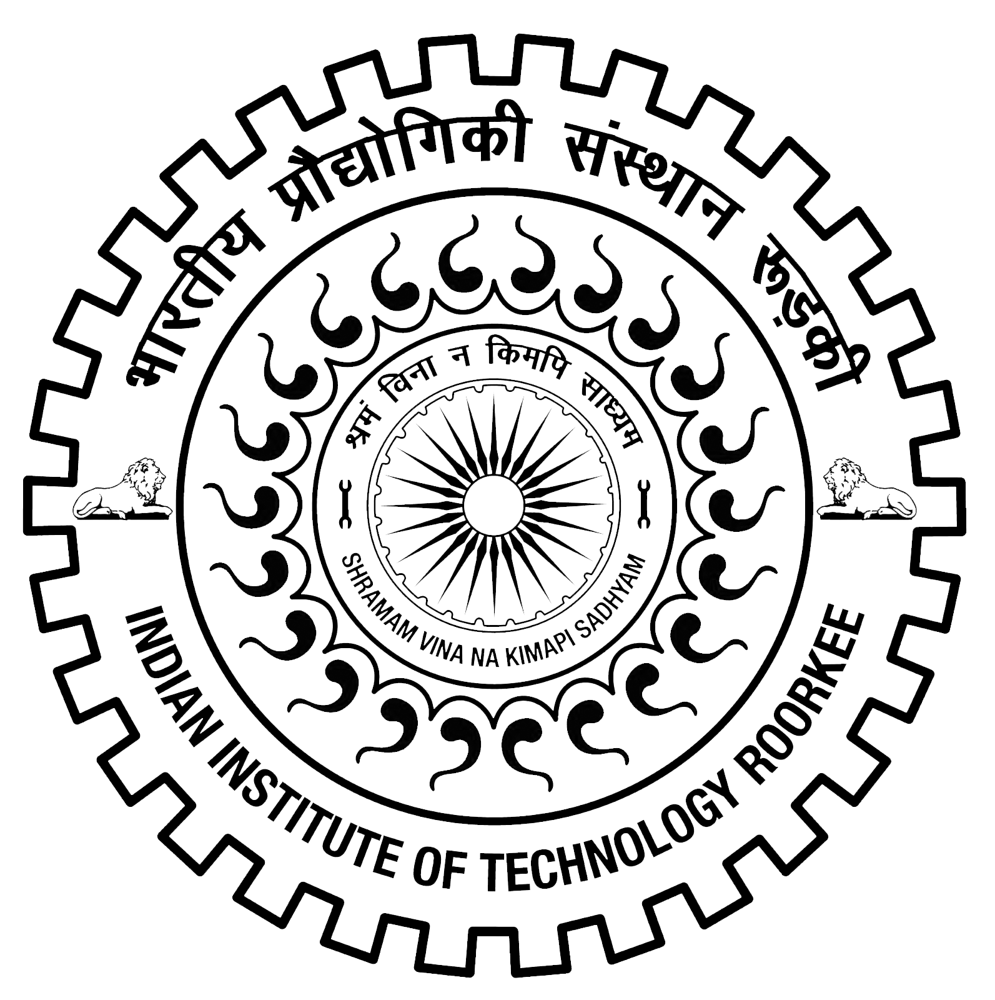 भारतीय प्रौद्योगिकी संस्थान रूड़की
श्रमं विना न किमपि साध्यम
SHRAMAM VINA NA KIMAPI SADHYAM
INDIAN INSTITUTE OF TECHNOLOGY ROORKEE